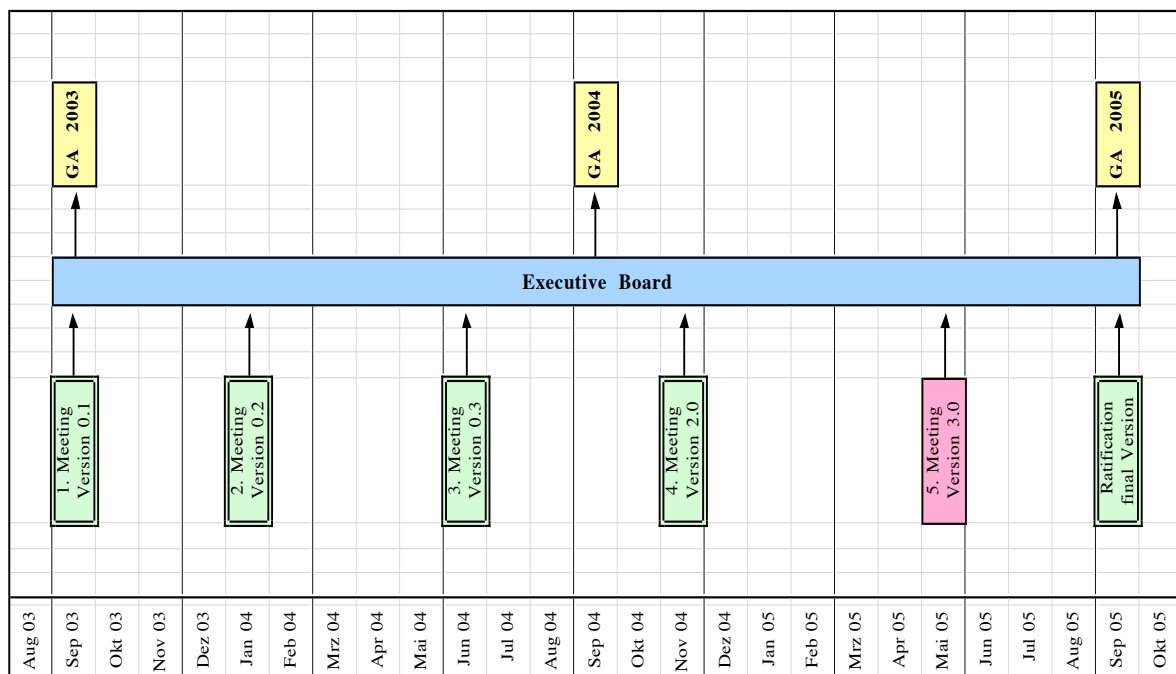 GA 2003
GA 2004
GA 2005
Executive Board
1. Meeting
Version 0.1
2. Meeting
Version 0.2
3. Meeting
Version 0.3
4. Meeting
Version 2.0
5. Meeting
Version 3.0
Ratification
final Version
Aug 03
Sep 03
Okt 03
Nov 03
Dez 03
Jan 04
Feb 04
Mrz 04
Apr 04
Mai 04
Jun 04
Jul 04
Aug 04
Sep 04
Okt 04
Nov 04
Dez 04
Jan 05
Feb 05
Mrz 05
Apr 05
Mai 05
Jun 05
Jul 05
Aug 05
Sep 05
Okt 05